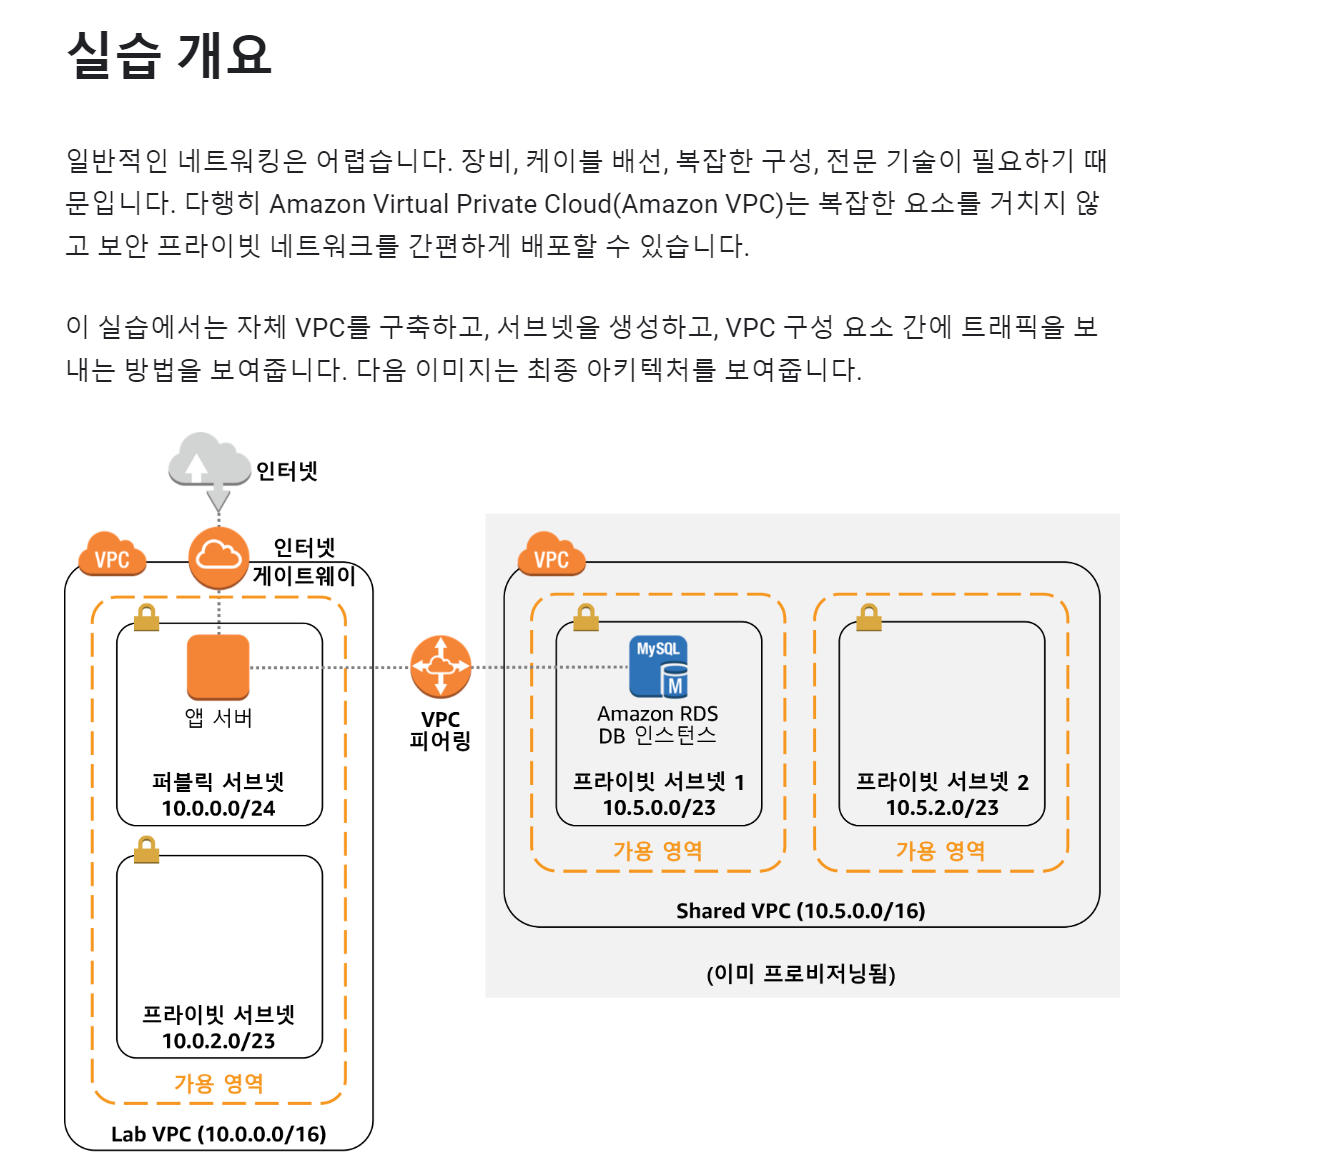 실습 개요
일반적인 네트워킹은 어렵습니다. 장비, 케이블 배선, 복잡한 구성, 전문 기술이 필요하기 때
문입니다. 다행히 Amazon Virtual Private Cloud(Amazon VPC)는 복잡한 요소를 거치지 않
고 보안 프라이빗 네트워크를 간편하게 배포할 수 있습니다.
이 실습에서는 자체 VPC를 구축하고, 서브넷을 생성하고, VPC 구성 요소 간에 트래픽을 보
내는 방법을 보여줍니다. 다음 이미지는 최종 아키텍처를 보여줍니다.
인터넷
VPC
인터넷
게이트웨이
앱 서버
퍼블릭 서브넷
10.0.0.0/24
프라이빗 서브넷
10.0.2.0/23
가용 영역
Lab VPC (10.0.0.0/16)
VPC
피어링
VPC
MySQL
M
Amazon RDS
DB 인스턴스
프라이빗 서브넷 1
10.5.0.0/23
가용 영역
프라이빗 서브넷 2
10.5.2.0/23
가용 영역
Shared VPC (10.5.0.0/16)
(이미 프로비저닝됨)